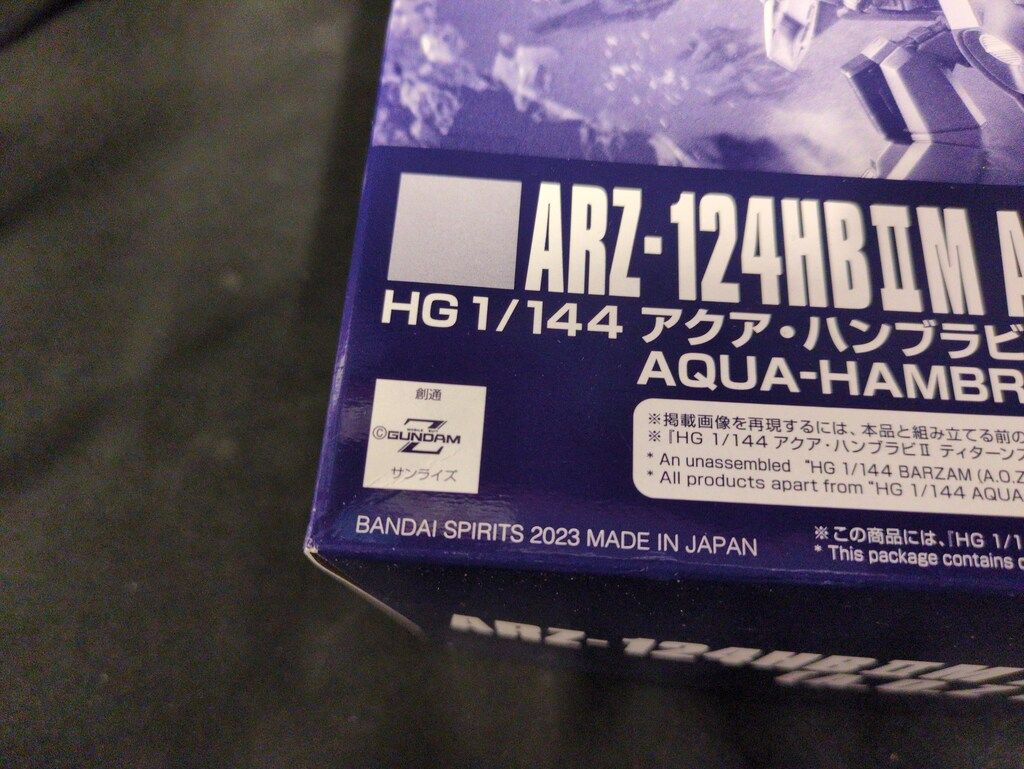 ARZ-124HBⅡM A
HG 1/144 アクア・ハンブラビ
AQUA-HAMBR
※掲載画像を再現するには、本品と組み立てる前の
※『HG 1/144 アクア・ハンブラビⅡ ティターンズ
* An unassembled "HG 1/144 BARZAM (A.O.Z
* All products apart from "HG 1/144 AQUA
創通
©GUNDAM
サンライズ
BANDAI SPIRITS 2023 MADE IN JAPAN
※この商品には、『HG 1/1
* This package contains
ARZ-124HBⅡM